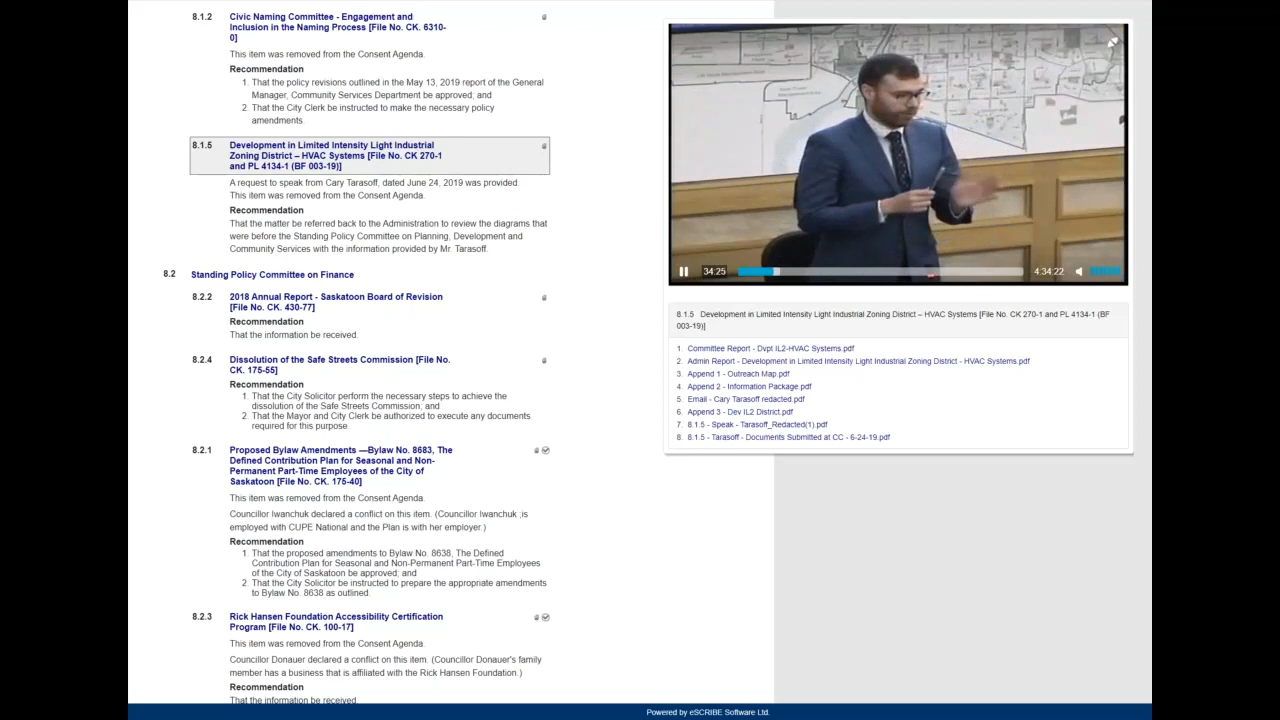 8.1.2 Civic Naming Committee - Engagement and
Inclusion in the Naming Process [File No. CK. 6310-
0]
This item was removed from the Consent Agenda.
Recommendation
1. That the policy revisions outlined in the May 13, 2019 report of the General
Manager, Community Services Department be approved; and
2. That the City Clerk be instructed to make the necessary policy
amendments.
8.1.5 Development in Limited Intensity Light Industrial
Zoning District – HVAC Systems [File No. CK 270-1
and PL 4134-1 (BF 003-19)]
A request to speak from Cary Tarasoff, dated June 24, 2019 was provided.
This item was removed from the Consent Agenda.
Recommendation
That the matter be referred back to the Administration to review the diagrams that
were before the Standing Policy Committee on Planning, Development and
Community Services with the information provided by Mr. Tarasoff.
8.2 Standing Policy Committee on Finance
8.2.2 2018 Annual Report - Saskatoon Board of Revision
[File No. CK. 430-77]
Recommendation
That the information be received.
8.2.4 Dissolution of the Safe Streets Commission [File No.
CK. 175-55]
Recommendation
1. That the City Solicitor perform the necessary steps to achieve the
dissolution of the Safe Streets Commission; and
2. That the Mayor and City Clerk be authorized to execute any documents
required for this purpose.
8.2.1 Proposed Bylaw Amendments —Bylaw No. 8683, The
Defined Contribution Plan for Seasonal and Non-
Permanent Part-Time Employees of the City of
Saskatoon [File No. CK. 175-40]
This item was removed from the Consent Agenda.
Councillor Iwanchuk declared a conflict on this item. (Councillor Iwanchuk ;is
employed with CUPE National and the Plan is with her employer.)
Recommendation
1. That the proposed amendments to Bylaw No. 8638, The Defined
Contribution Plan for Seasonal and Non-Permanent Part-Time Employees
of the City of Saskatoon be approved; and
2. That the City Solicitor be instructed to prepare the appropriate amendments
to Bylaw No. 8638 as outlined.
8.2.3 Rick Hansen Foundation Accessibility Certification
Program [File No. CK. 100-17]
This item was removed from the Consent Agenda.
Councillor Donauer declared a conflict on this item. (Councillor Donauer's family
member has a business that is affiliated with the Rick Hansen Foundation.)
Recommendation
That the information be received.
34:25
4:34:22
8.1.5 Development in Limited Intensity Light Industrial Zoning District – HVAC Systems [File No. CK 270-1 and PL 4134-1 (BF
003-19)]
1. Committee Report - Dvpt IL2-HVAC Systems.pdf
2. Admin Report - Development in Limited Intensity Light Industrial Zoning District - HVAC Systems.pdf
3. Append 1 - Outreach Map.pdf
4. Append 2 - Information Package.pdf
5. Email - Cary Tarasoff redacted.pdf
6. Append 3 - Dev IL2 District.pdf
7. 8.1.5 - Speak - Tarasoff_Redacted(1).pdf
8. 8.1.5 - Tarasoff - Documents Submitted at CC - 6-24-19.pdf
Powered by eSCRIBE Software Ltd.